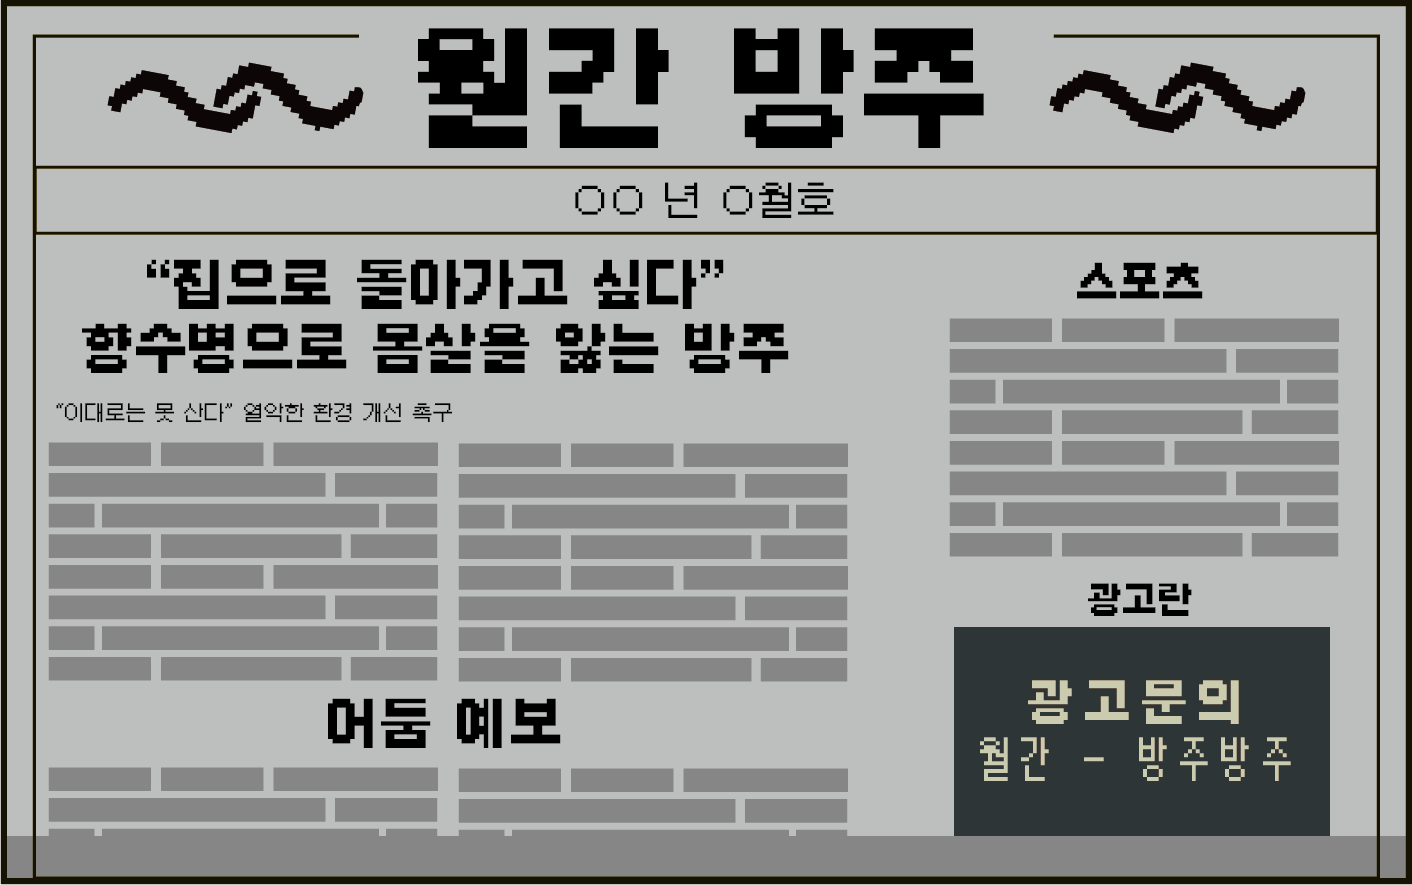 월간 방주
○○ 년 ○월호
“집으로 돌아가고 싶다”
향수병으로 몸살을 앓는 방주
“이대로는 못 산다” 열악한 환경 개선 촉구
어둠 예보
스포츠
광고란
광고문의
월간 - 방주방주